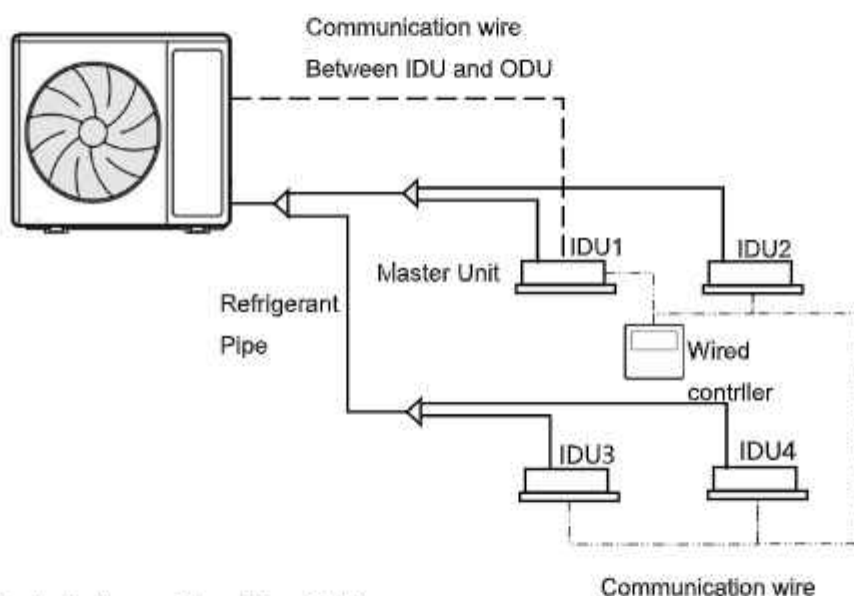 Communication wire
Between IDU and ODU
IDU1
IDU2
Master Unit
Refrigerant
Pipe
Wired
contrller
IDU3
IDU4
Communication wire